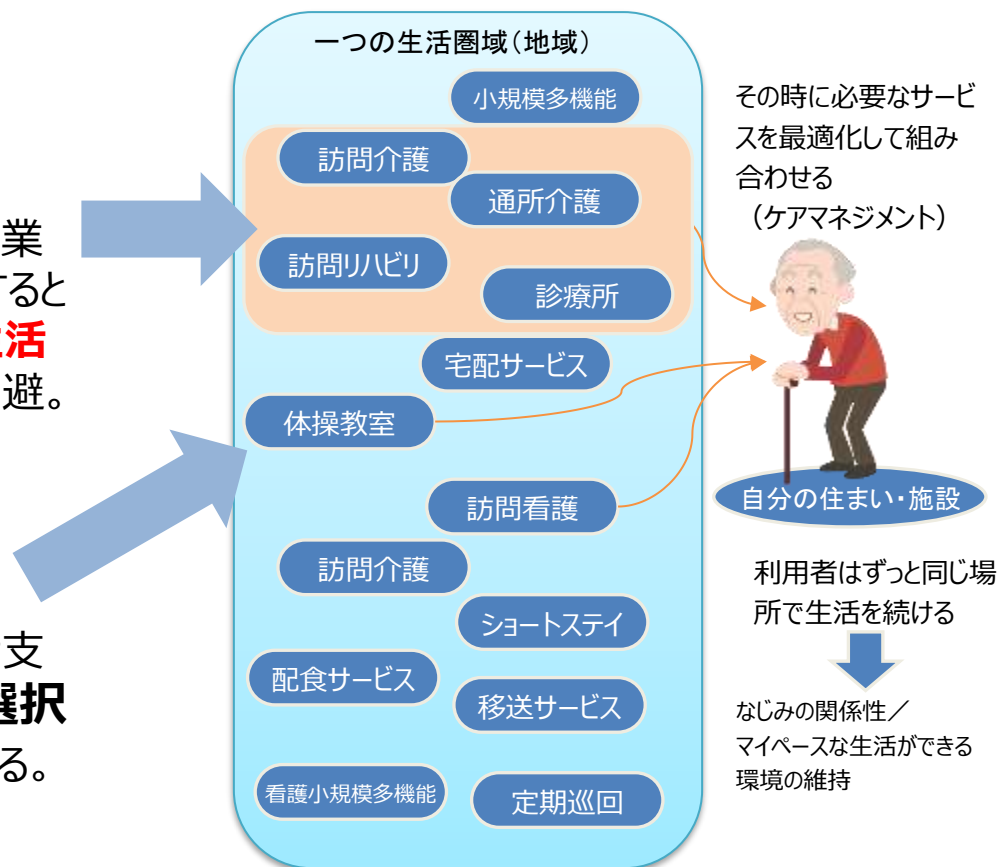 業
すると
生活
避。
支
選択
る。
一つの生活圏域（地域）
小規模多機能
訪問介護
通所介護
訪問リハビリ
診療所
宅配サービス
体操教室
訪問看護
訪問介護
ショートステイ
配食サービス
移送サービス
看護小規模多機能
定期巡回
その時に必要なサービ
スを最適化して組み
合わせる
（ケアマネジメント）
自分の住まい・施設
利用者はずっと同じ場
所で生活を続ける
なじみの関係性／
マイペースな生活ができる
環境の維持